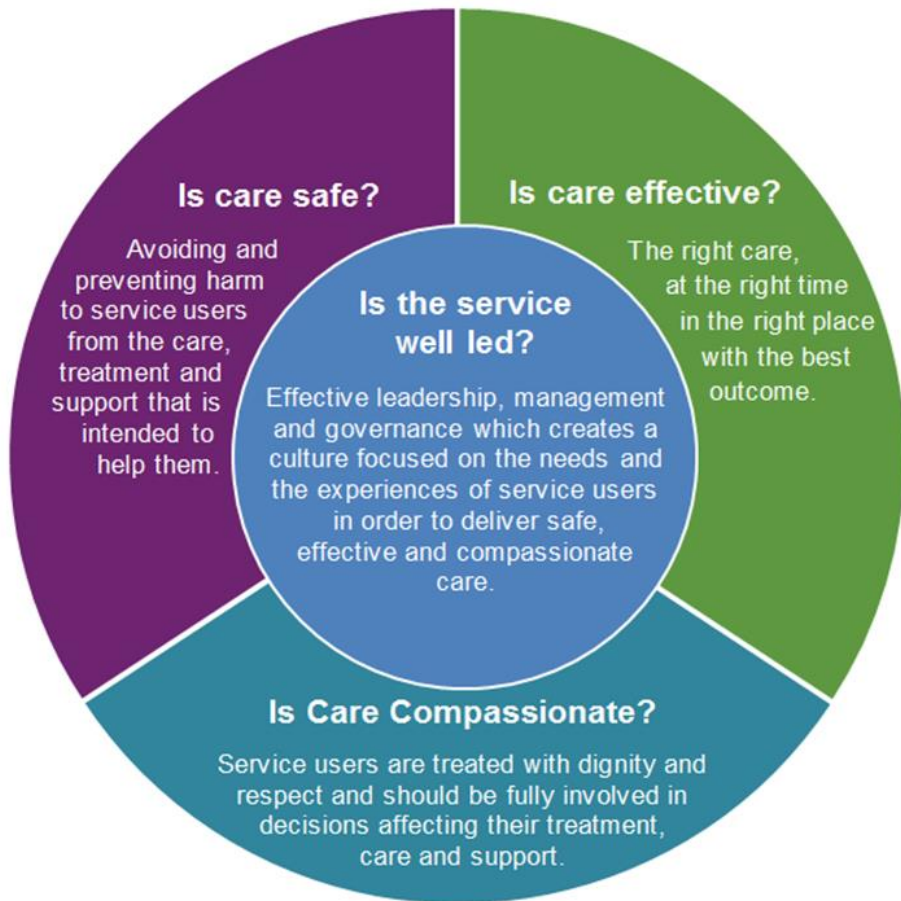 Is care safe?
Avoiding and
preventing harm
to service users
from the care,
treatment and
support that is
intended to
help them.
Is care effective?
The right care,
at the right time
in the right place
with the best
outcome.
Is the service
well led?
Effective leadership, management
and governance which creates a
culture focused on the needs and
the experiences of service users
in order to deliver safe,
effective and compassionate
care.
Is Care Compassionate?
Service users are treated with dignity and
respect and should be fully involved in
decisions affecting their treatment,
care and support.